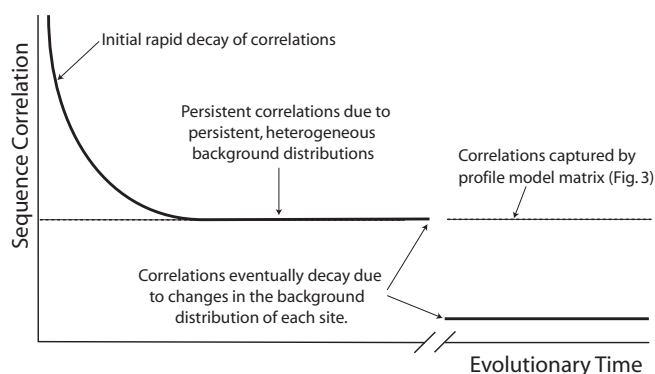 Initial rapid decay of correlations
Persistent correlations due to
persistent, heterogeneous
background distributions
Correlations captured by
profile model matrix (Fig. 3)
Sequence Correlation
Correlations eventually decay due
to changes in the background
distribution of each site.
Evolutionary Time